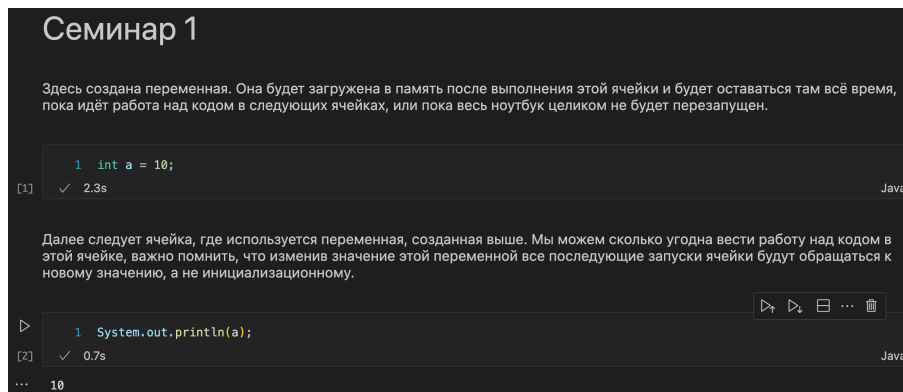 Семинар 1
Здесь создана переменная. Она будет загружена в память после выполнения этой ячейки и будет оставаться там всё время,
пока идёт работа над кодом в следующих ячейках, или пока весь ноутбук целиком не будет перезапущен.
1 int a = 10;
[1] 2.3s Java
Далее следует ячейка, где используется переменная, созданная выше. Мы можем сколько угодна вести работу над кодом в
этой ячейке, важно помнить, что изменив значение этой переменной все последующие запуски ячейки будут обращаться к
новому значению, а не инициализационному.
1 System.out.println(a);
[2] 0.7s Java
... 10